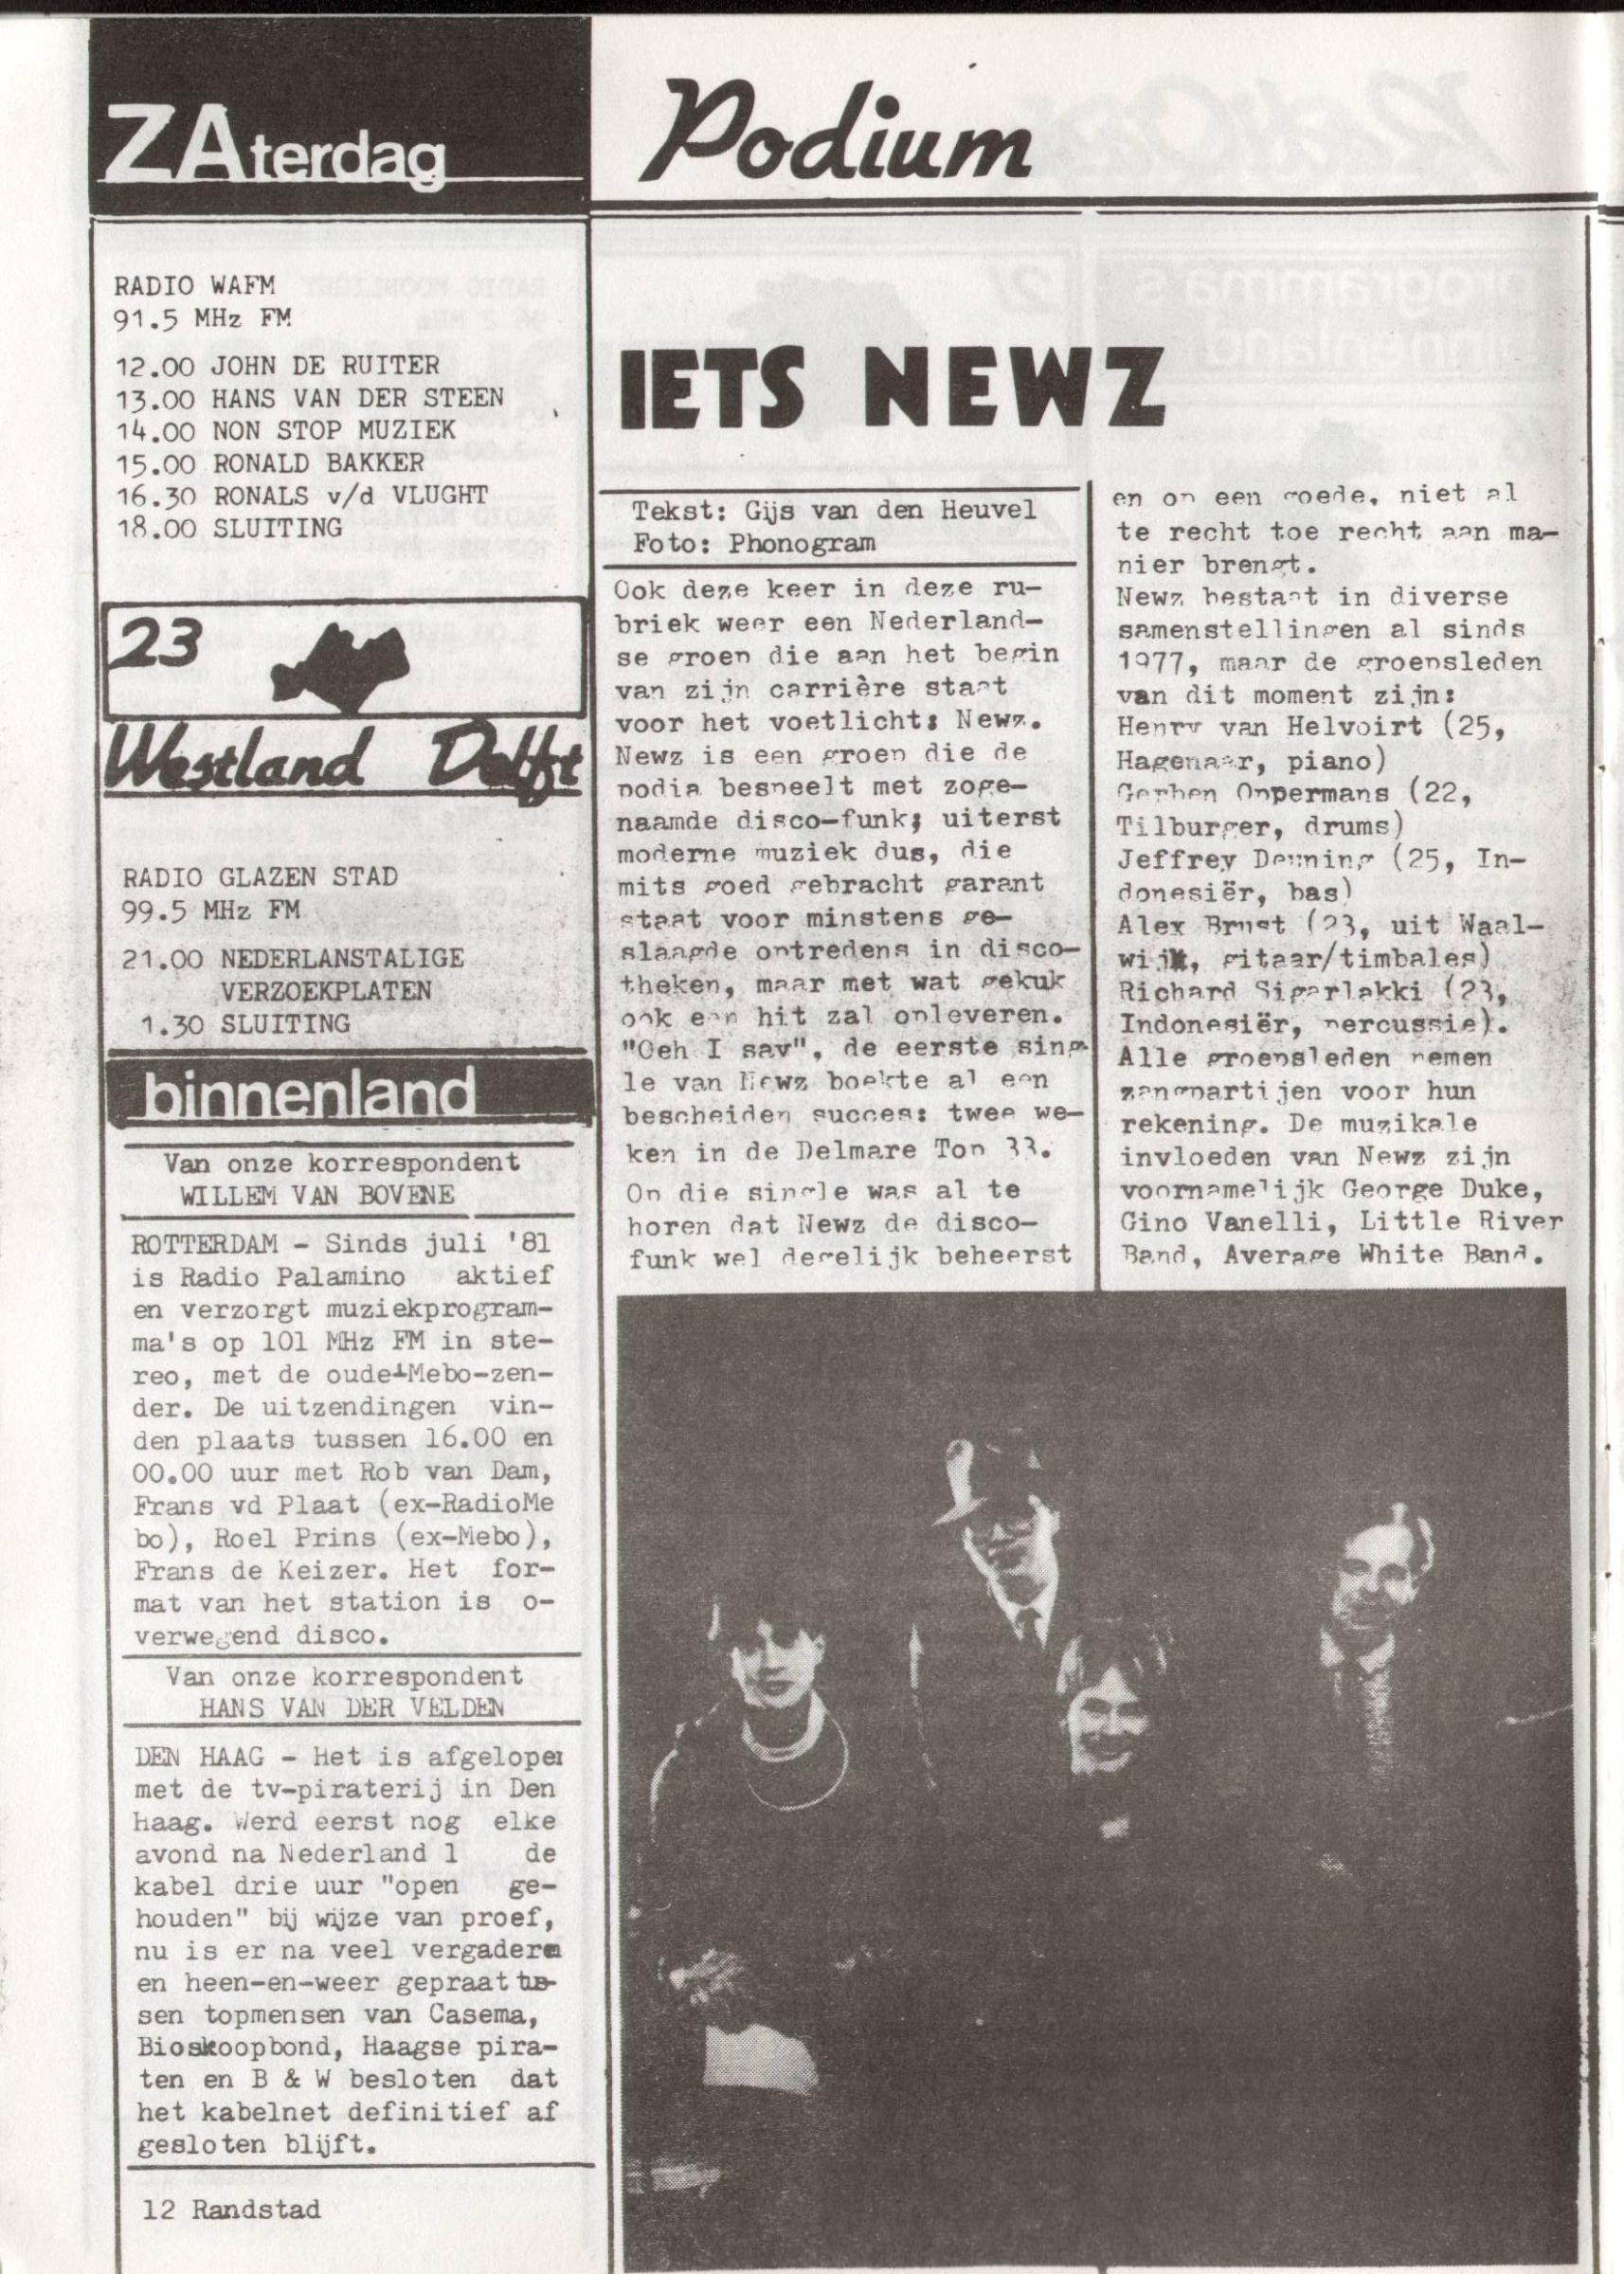 ZAterdag
RADIO WAFM
91.5 MHz FM
12.00 JOHN DE RUITER
13.00 HANS VAN DER STEEN
14.00 NON STOP MUZIEK
15.00 RONALD BAKKER
16.30 RONALS v/d VLUGHT
18.00 SLUITING
23
Westland Delft
RADIO GLAZEN STAD
99.5 MHz FM
21.00 NEDERLANSTALIGE
VERZOEKPLATEN
1.30 SLUITING
binnenland
Van onze korrespondent
WILLEM VAN BOVENE
ROTTERDAM - Sinds juli '81
is Radio Palamino aktief
en verzorgt muziekprogram-
ma's op 101 MHz FM in ste-
reo, met de oude Mebo-zen-
der. De uitzendingen vin-
den plaats tussen 16.00 en
00.00 uur met Rob van Dam,
Frans vd Plaat (ex-RadioMe
bo), Roel Prins (ex-Mebo),
Frans de Keizer. Het for-
mat van het station is o-
verwegend disco.
Van onze korrespondent
HANS VAN DER VELDEN
DEN HAAG - Het is afgelopen
met de tv-piraterij in Den
Haag. Werd eerst nog elke
avond na Nederland 1 de
kabel drie uur "open ge-
houden" bij wijze van proef,
nu is er na veel vergaderen
en heen-en-weer gepraat tus-
sen topmensen van Casema,
Bioskoopbond, Haagse pira-
ten en B & W besloten dat
het kabelnet definitief af
gesloten blijft.
12 Randstad
Podium
IETS NEWZ
Tekst: Gijs van den Heuvel
Foto: Phonogram
Ook deze keer in deze ru-
briek weer een Nederland-
se groep die aan het begin
van zijn carrière staat
voor het voetlicht: Newz.
Newz is een groep die de
podia bespeelt met zoge-
naamde disco-funk; uiterst
moderne muziek dus, die
mits goed gebracht garant
staat voor minstens ge-
slaagde optredens in disco-
theken, maar met wat gekuk
ook een hit zal opleveren.
"Oeh I say", de eerste sing-
le van Newz boekte al een
bescheiden succes: twee we-
ken in de Delmare Top 33.
Op die single was al te
horen dat Newz de disco-
funk wel degelijk beheerst
en op een goede, niet al
te recht toe recht aan ma-
nier brengt.
Newz bestaat in diverse
samenstellingen al sinds
1977, maar de groepsleden
van dit moment zijn:
Henry van Helvoirt (25,
Hagenaar, piano)
Gerben Oppermans (22,
Tilburger, drums)
Jeffrey (25, In-
donesiër, bas)
Alex Brust (23, uit Waal-
wijk, gitaar/timbales)
Richard Sigarlakki (23,
Indonesiër, percussie).
Alle groepsleden nemen
zangpartijen voor hun
rekening. De muzikale
invloeden van Newz zijn
voornamelijk George Duke,
Gino Vanelli, Little River
Band, Average White Band.